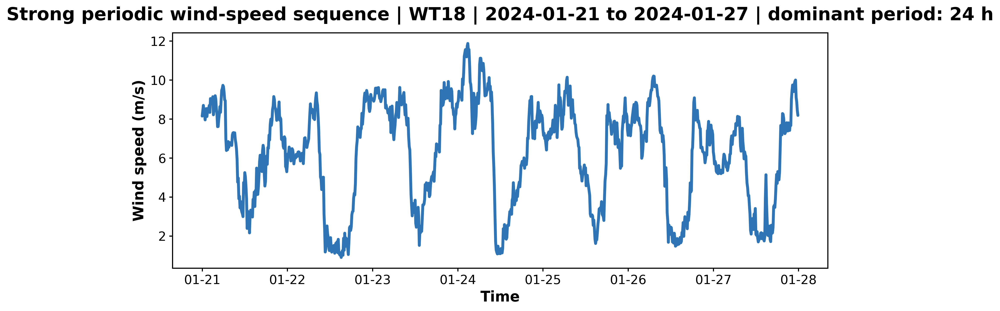 Strong periodic wind-speed sequence | WT18 | 2024-01-21 to 2024-01-27 | dominant period: 24 h
12
10
8
6
4
2
Wind speed (m/s)
01-21 01-22 01-23 01-24 01-25 01-26 01-27 01-28
Time